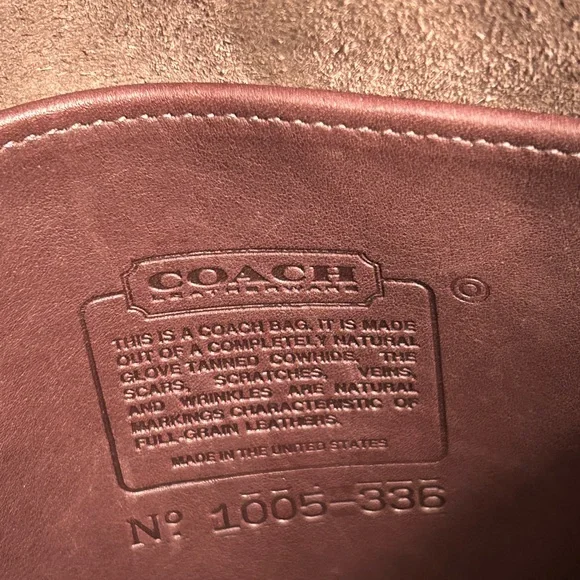 COACH
LEATHERWARE
®
THIS IS A COACH BAG. IT IS MADE
OUT OF A COMPLETELY NATURAL
GLOVE TANNED COWHIDE. THE
SCARS, SCRATCHES, VEINS,
AND WRINKLES ARE NATURAL
MARKINGS CHARACTERISTIC OF
FULL-GRAIN LEATHERS.
MADE IN THE UNITED STATES
Nº 1005-336